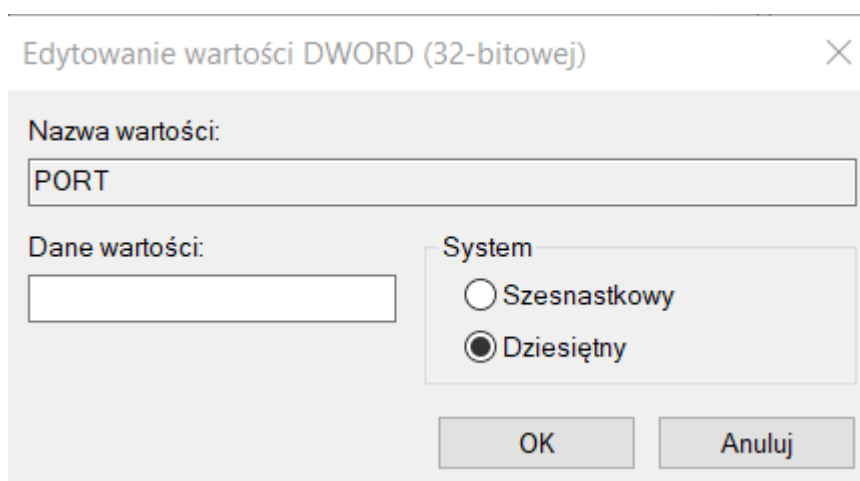 Edytowanie wartości DWORD (32-bitowej)
Nazwa wartości:
PORT
Dane wartości:
System
Szesnastkowy
Dziesiętny
OK
Anuluj